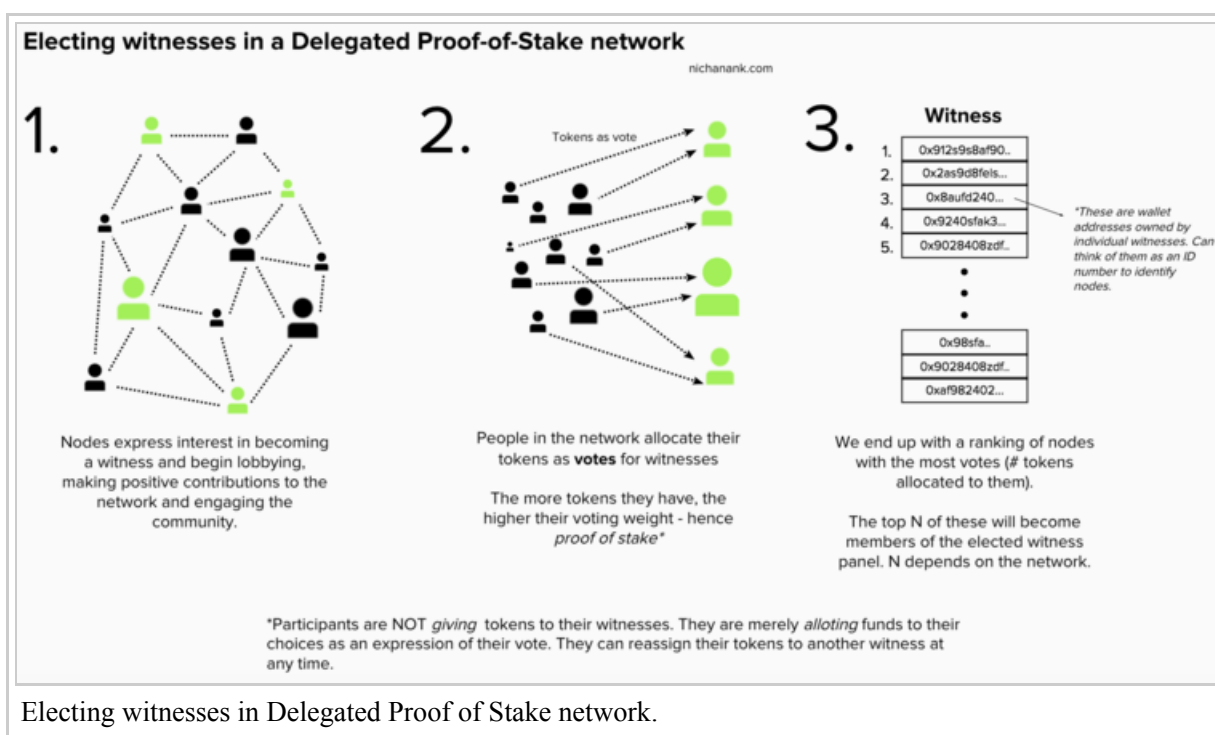 Electing witnesses in a Delegated Proof-of-Stake network
nichanank.com
1.
Nodes express interest in becoming
a witness and begin lobbying,
making positive contributions to the
network and engaging the
community.
2.
Tokens as vote
People in the network allocate their
tokens as votes for witnesses
The more tokens they have, the
higher their voting weight - hence
proof of stake*
3.
Witness
1. 0x912s9s8af90..
2. 0x2as9d8fels...
3. 0x8aufd240...
4. 0x9240sfak3...
5. 0x9028408zdf..
0x98sfa..
0x9028408zdf..
0xaf982402...
*These are wallet
addresses owned by
individual witnesses. Can
think of them as an ID
number to identify
nodes.
We end up with a ranking of nodes
with the most votes (# tokens
allocated to them).
The top N of these will become
members of the elected witness
panel. N depends on the network.
*Participants are NOT giving tokens to their witnesses. They are merely alloting funds to their
choices as an expression of their vote. They can reassign their tokens to another witness at
any time.
Electing witnesses in Delegated Proof of Stake network.